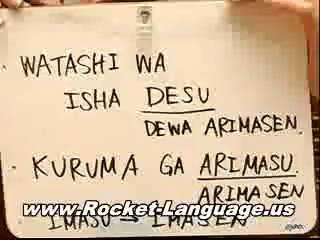 · WATASHI WA
ISHA DESU
DEWA ARIMASEN.
· KURUMA GA ARIMASU.
ARIMASEN
www.Rocket-Language.us
IMASU → IMASEN